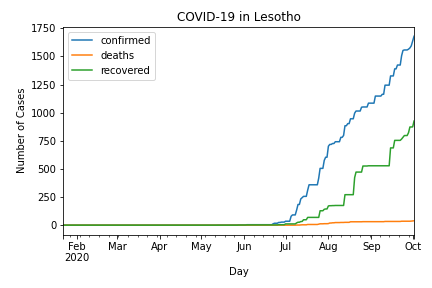 COVID-19 in Lesotho
1750
1500
1250
1000
750
500
250
0
Number of Cases
confirmed
deaths
recovered
Feb Mar Apr May Jun Jul Aug Sep Oct
2020
Day